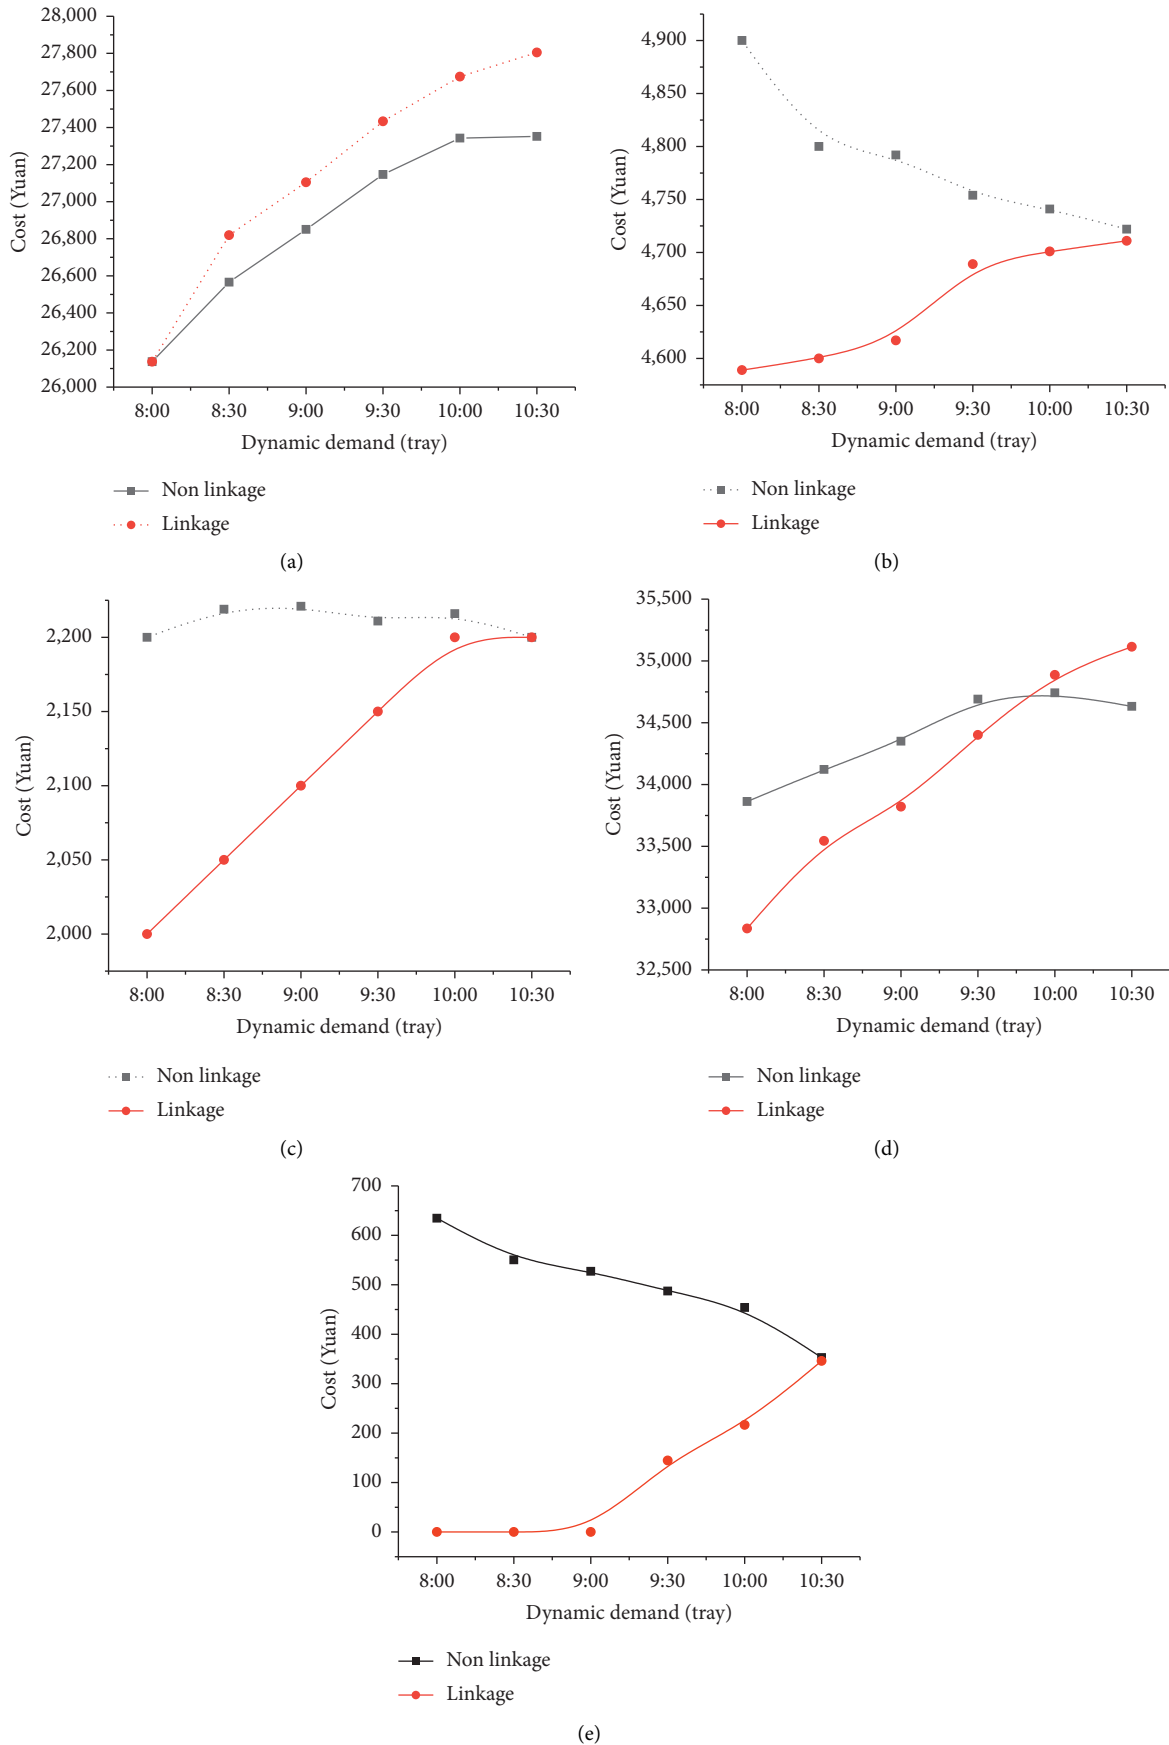 28,000
27,800
27,600
27,400
27,200
27,000
26,800
26,600
26,400
26,200
26,000
Cost (Yuan)
8:00 8:30 9:00 9:30 10:00 10:30
Dynamic demand (tray)
Non linkage
Linkage
(a)
4,900
4,850
4,800
4,750
4,700
4,650
4,600
Cost (Yuan)
8:00 8:30 9:00 9:30 10:00 10:30
Dynamic demand (tray)
Non linkage
Linkage
(b)
2,200
2,150
2,100
2,050
2,000
Cost (Yuan)
8:00 8:30 9:00 9:30 10:00 10:30
Dynamic demand (tray)
Non linkage
Linkage
(c)
35,500
35,000
34,500
34,000
33,500
33,000
32,500
Cost (Yuan)
8:00 8:30 9:00 9:30 10:00 10:30
Dynamic demand (tray)
Non linkage
Linkage
(d)
700
600
500
400
300
200
100
0
Cost (Yuan)
8:00 8:30 9:00 9:30 10:00 10:30
Dynamic demand (tray)
Non linkage
Linkage
(e)